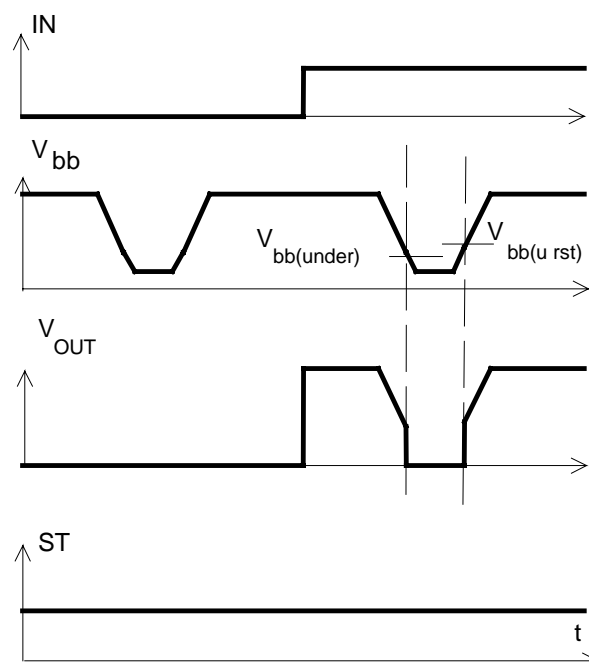 IN
V bb
V bb(under)
V bb(u rst)
V OUT
ST
t